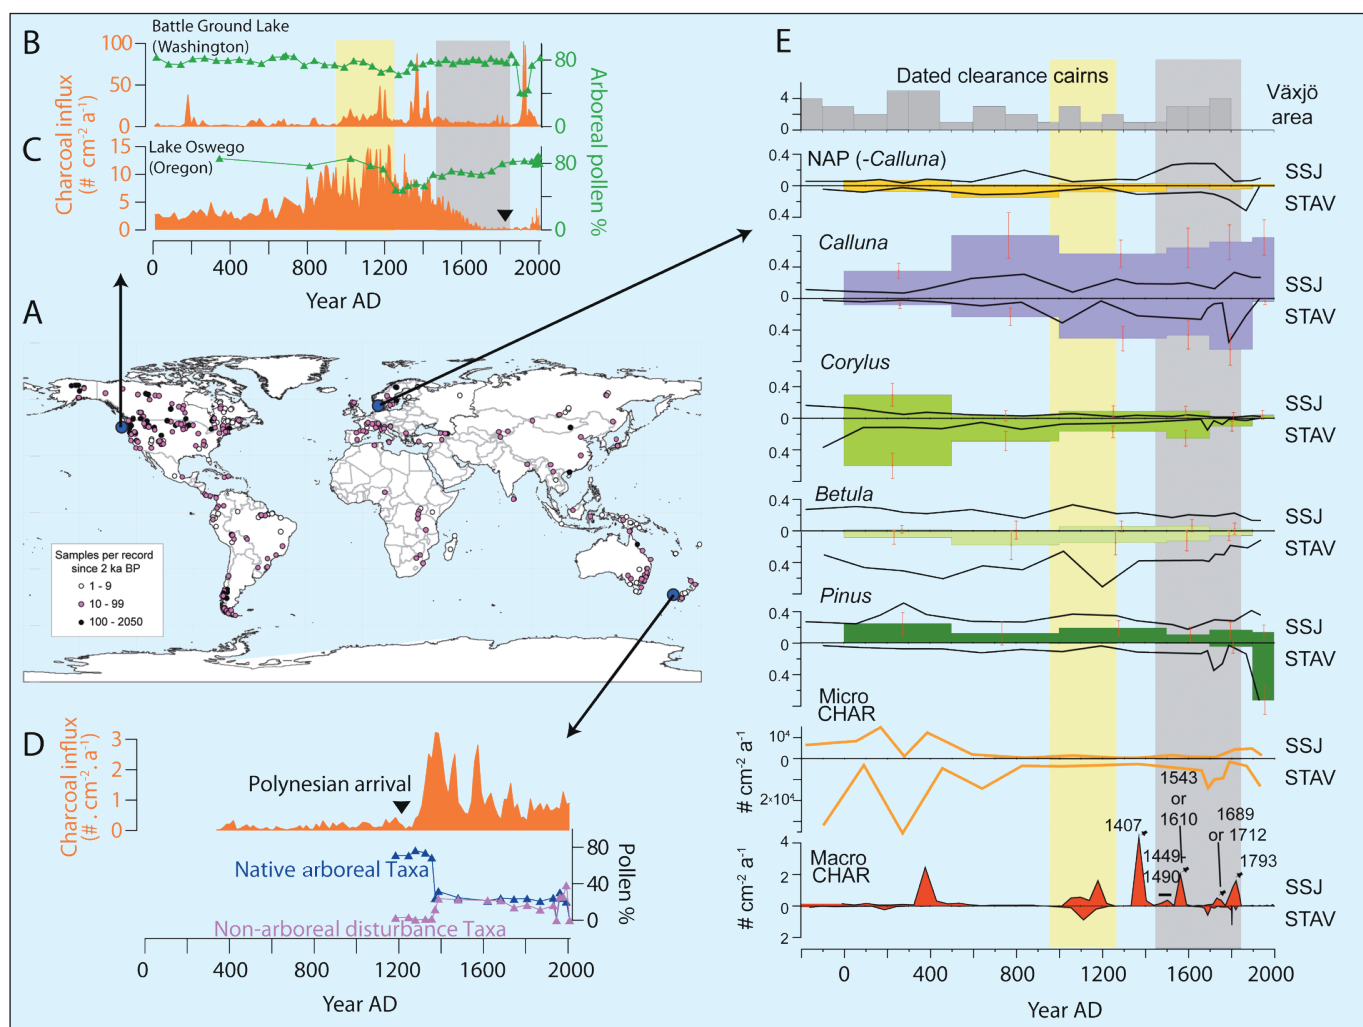 B
Battle Ground Lake
(Washington)
100
50
0
80
0
Charcoal influx
(# cm⁻² a⁻¹)
Arboreal pollen %
C
Lake Oswego
(Oregon)
15
10
5
0
80
0
0 400 800 1200 1600 2000
Year AD
A
Samples per record
since 2 ka BP
1 - 9
10 - 99
100 - 2050
D
Charcoal influx
(# . cm⁻². a⁻¹)
3
2
1
0
Polynesian arrival
Native arboreal Taxa
Non-arboreal disturbance Taxa
80
40
0
Pollen %
0 400 800 1200 1600 2000
Year AD
E
Dated clearance cairns
4
2
0
Växjö
area
NAP (-Calluna)
0.4
0
0.4
SSJ
STAV
Calluna
0.4
0
0.4
SSJ
STAV
Corylus
0.4
0
0.4
SSJ
STAV
Betula
0.4
0
0.4
SSJ
STAV
Pinus
0.4
0
0.4
SSJ
STAV
Micro
CHAR
10⁴
0
2×10⁴
# cm⁻² a⁻¹
SSJ
STAV
1543
or
1610
1689
or 1712
1407
1449-
1490
1793
Macro
CHAR
4
2
0
2
# cm⁻² a⁻¹
SSJ
STAV
0 400 800 1200 1600 2000
Year AD